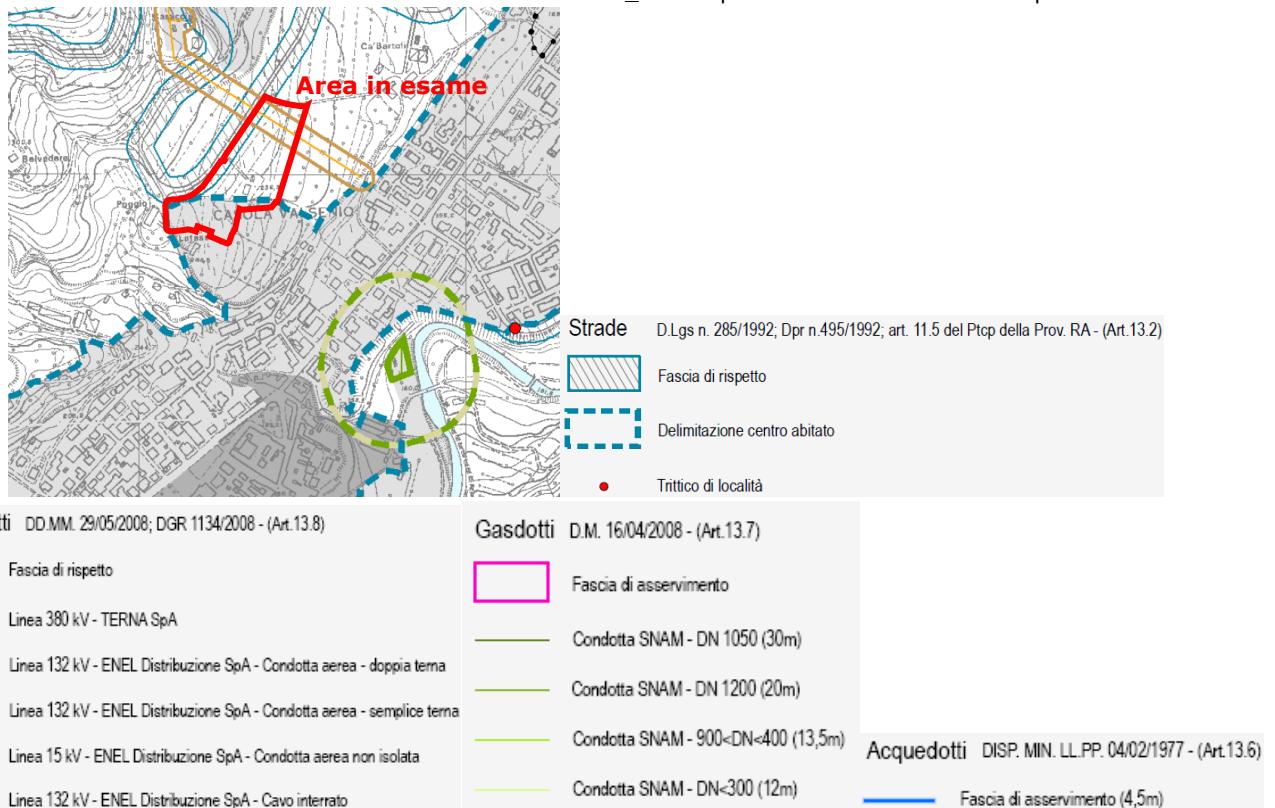 Area in esame
Ca'Bartoli
Belvedere
Poggio
CASOLA VALSENIO
Strade D.Lgs n. 285/1992; Dpr n.495/1992; art. 11.5 del Ptcp della Prov. RA - (Art.13.2)
Fascia di rispetto
Delimitazione centro abitato
Trittico di località
tti DD.MM. 29/05/2008; DGR 1134/2008 - (Art.13.8)
Fascia di rispetto
Linea 380 kV - TERNA SpA
Linea 132 kV - ENEL Distribuzione SpA - Condotta aerea - doppia terna
Linea 132 kV - ENEL Distribuzione SpA - Condotta aerea - semplice terna
Linea 15 kV - ENEL Distribuzione SpA - Condotta aerea non isolata
Linea 132 kV - ENEL Distribuzione SpA - Cavo interrato
Gasdotti D.M. 16/04/2008 - (Art.13.7)
Fascia di asservimento
Condotta SNAM - DN 1050 (30m)
Condotta SNAM - DN 1200 (20m)
Condotta SNAM - 900<DN<400 (13,5m)
Condotta SNAM - DN<300 (12m)
Acquedotti DISP. MIN. LL.PP. 04/02/1977 - (Art.13.6)
Fascia di asservimento (4,5m)